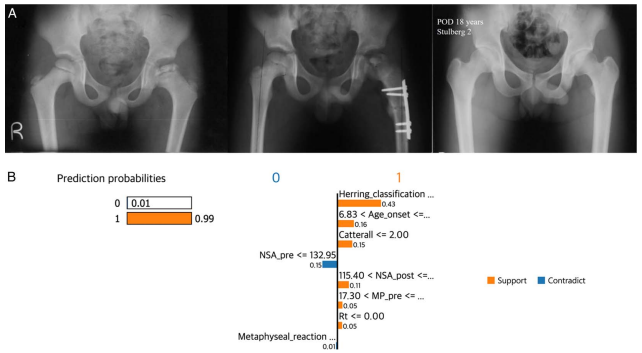 A
POD 18 years
Stulberg 2
R
B
Prediction probabilities
0 0.01
1 0.99
0 1
Herring_classification ...
0.43
6.83 < Age_onset <=...
0.16
Catterall <= 2.00
0.15
NSA_pre <= 132.95
0.15
115.40 < NSA_post <=...
0.11
17.30 < MP_pre <= ...
0.05
Rt <= 0.00
0.05
Metaphyseal_reaction ...
0.01
Support Contradict